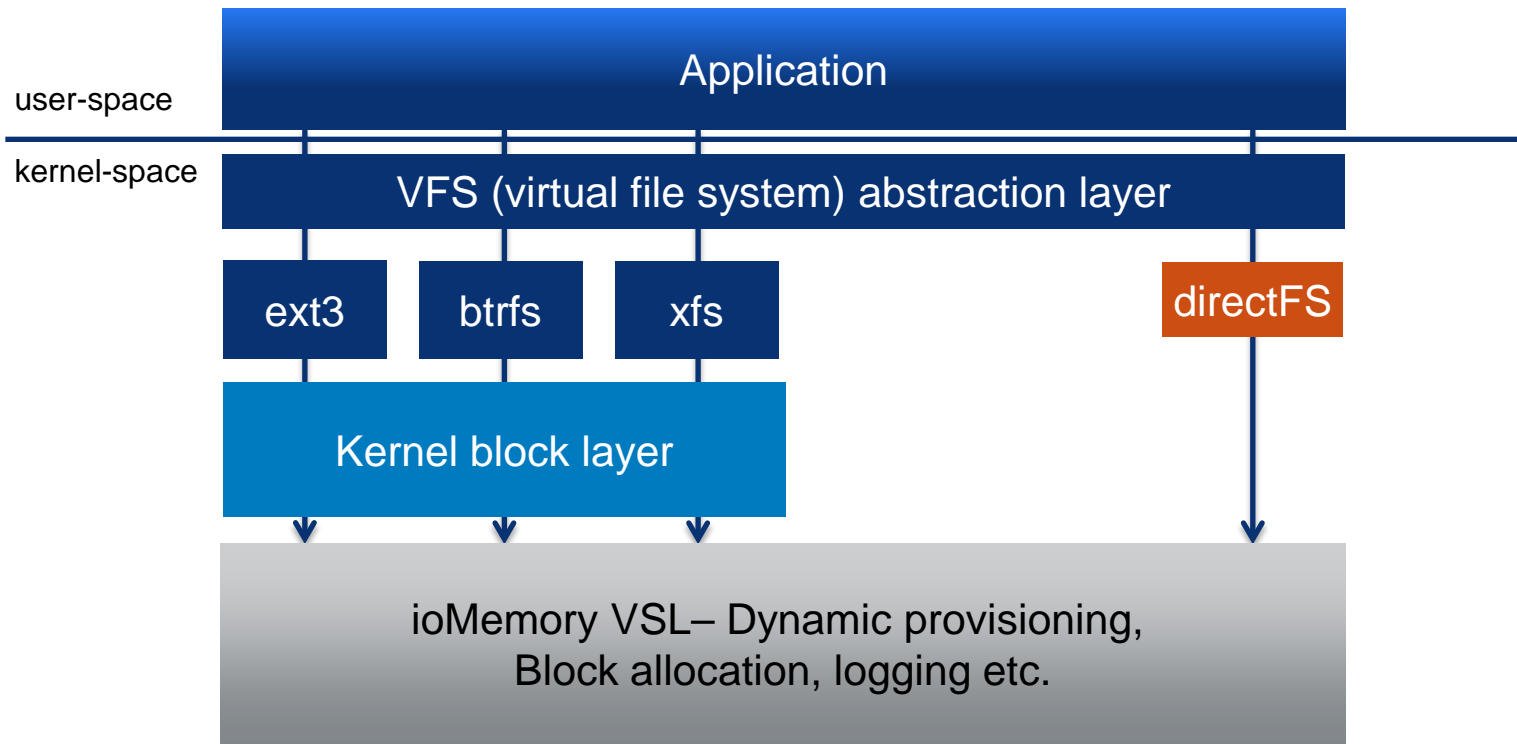 Application
user-space
kernel-space
VFS (virtual file system) abstraction layer
ext3
btrfs
xfs
directFS
Kernel block layer
ioMemory VSL– Dynamic provisioning,
Block allocation, logging etc.